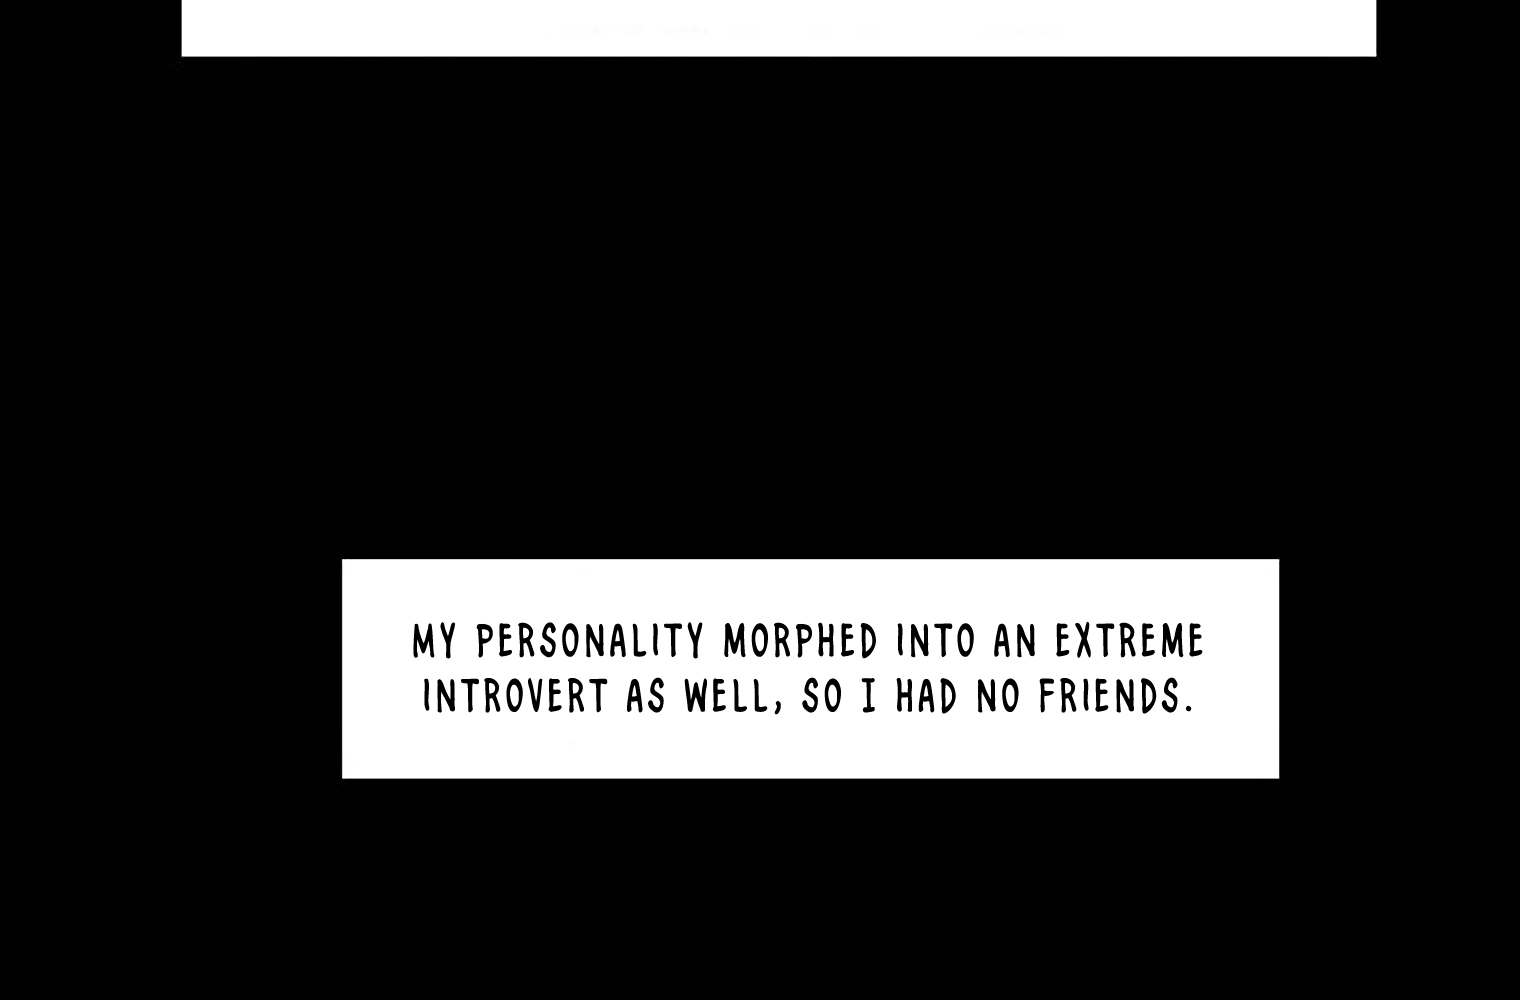 MY PERSONALITY MORPHED INTO AN EXTREME
INTROVERT AS WELL, SO I HAD NO FRIENDS.